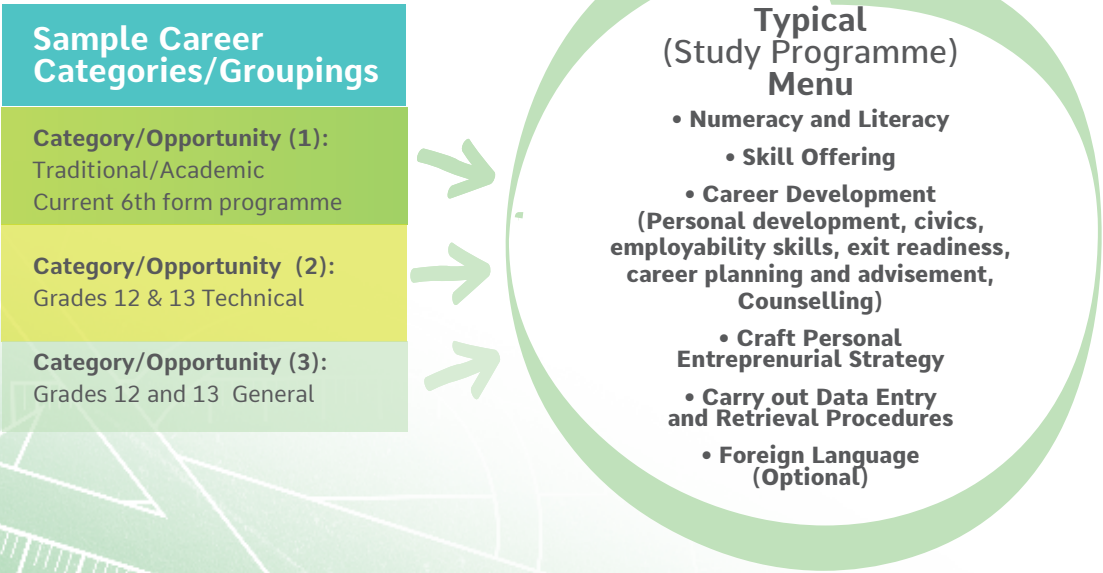 Sample Career
Categories/Groupings
Category/Opportunity (1):
Traditional/Academic
Current 6th form programme
Category/Opportunity (2):
Grades 12 & 13 Technical
Category/Opportunity (3):
Grades 12 and 13 General
Typical
(Study Programme)
Menu
• Numeracy and Literacy
• Skill Offering
• Career Development
(Personal development, civics,
employability skills, exit readiness,
career planning and advisement,
Counselling)
• Craft Personal
Entreprenurial Strategy
• Carry out Data Entry
and Retrieval Procedures
• Foreign Language
(Optional)